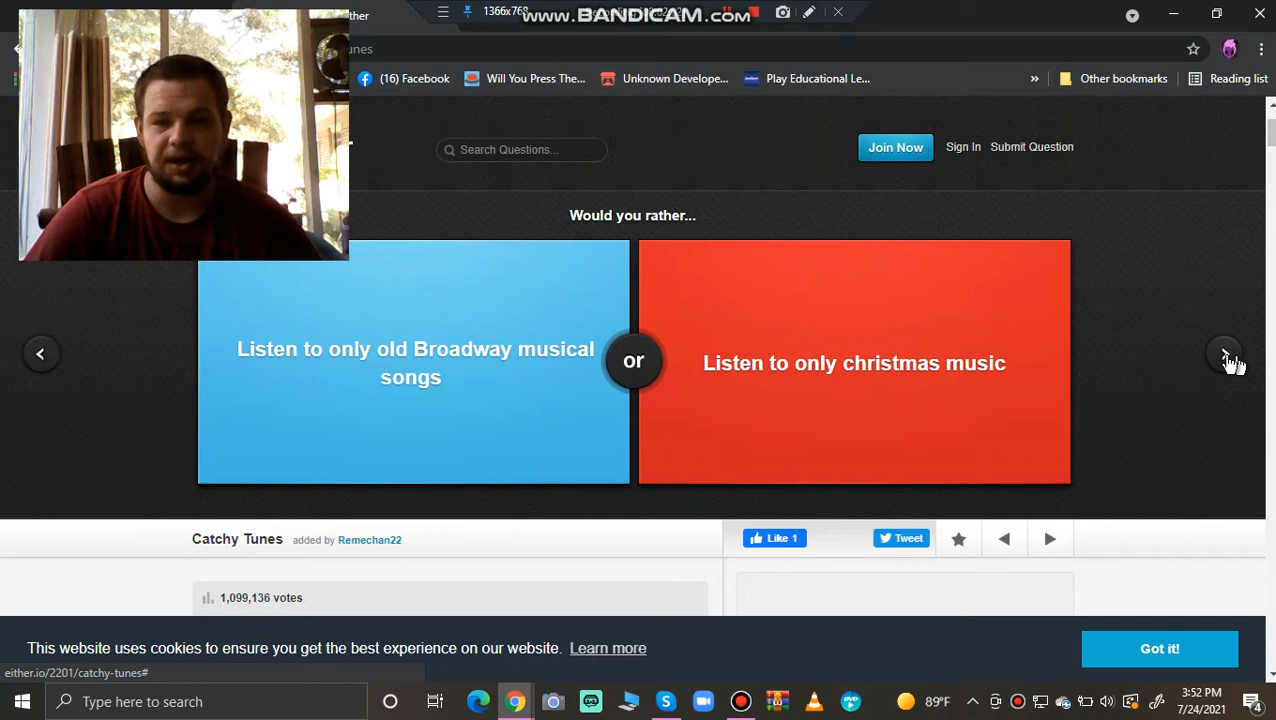 1366x768
www.BANDICAM.com
ther
unes
(16) Facebook
Will You Press The...
Unknown Develope...
Play Educational Le...
»
Other bookmarks
Reading list
Search Questions...
Join Now
Sign In
Submit Question
Would you rather...
Listen to only old Broadway musical
songs
or
Listen to only christmas music
Catchy Tunes
added by Remechan22
Like 1
Tweet
1,099,136 votes
This website uses cookies to ensure you get the best experience on our website. Learn more
Got it!
either.io/2201/catchy-tunes#
Type here to search
89°F
3:52 PM
7/24/2021
4